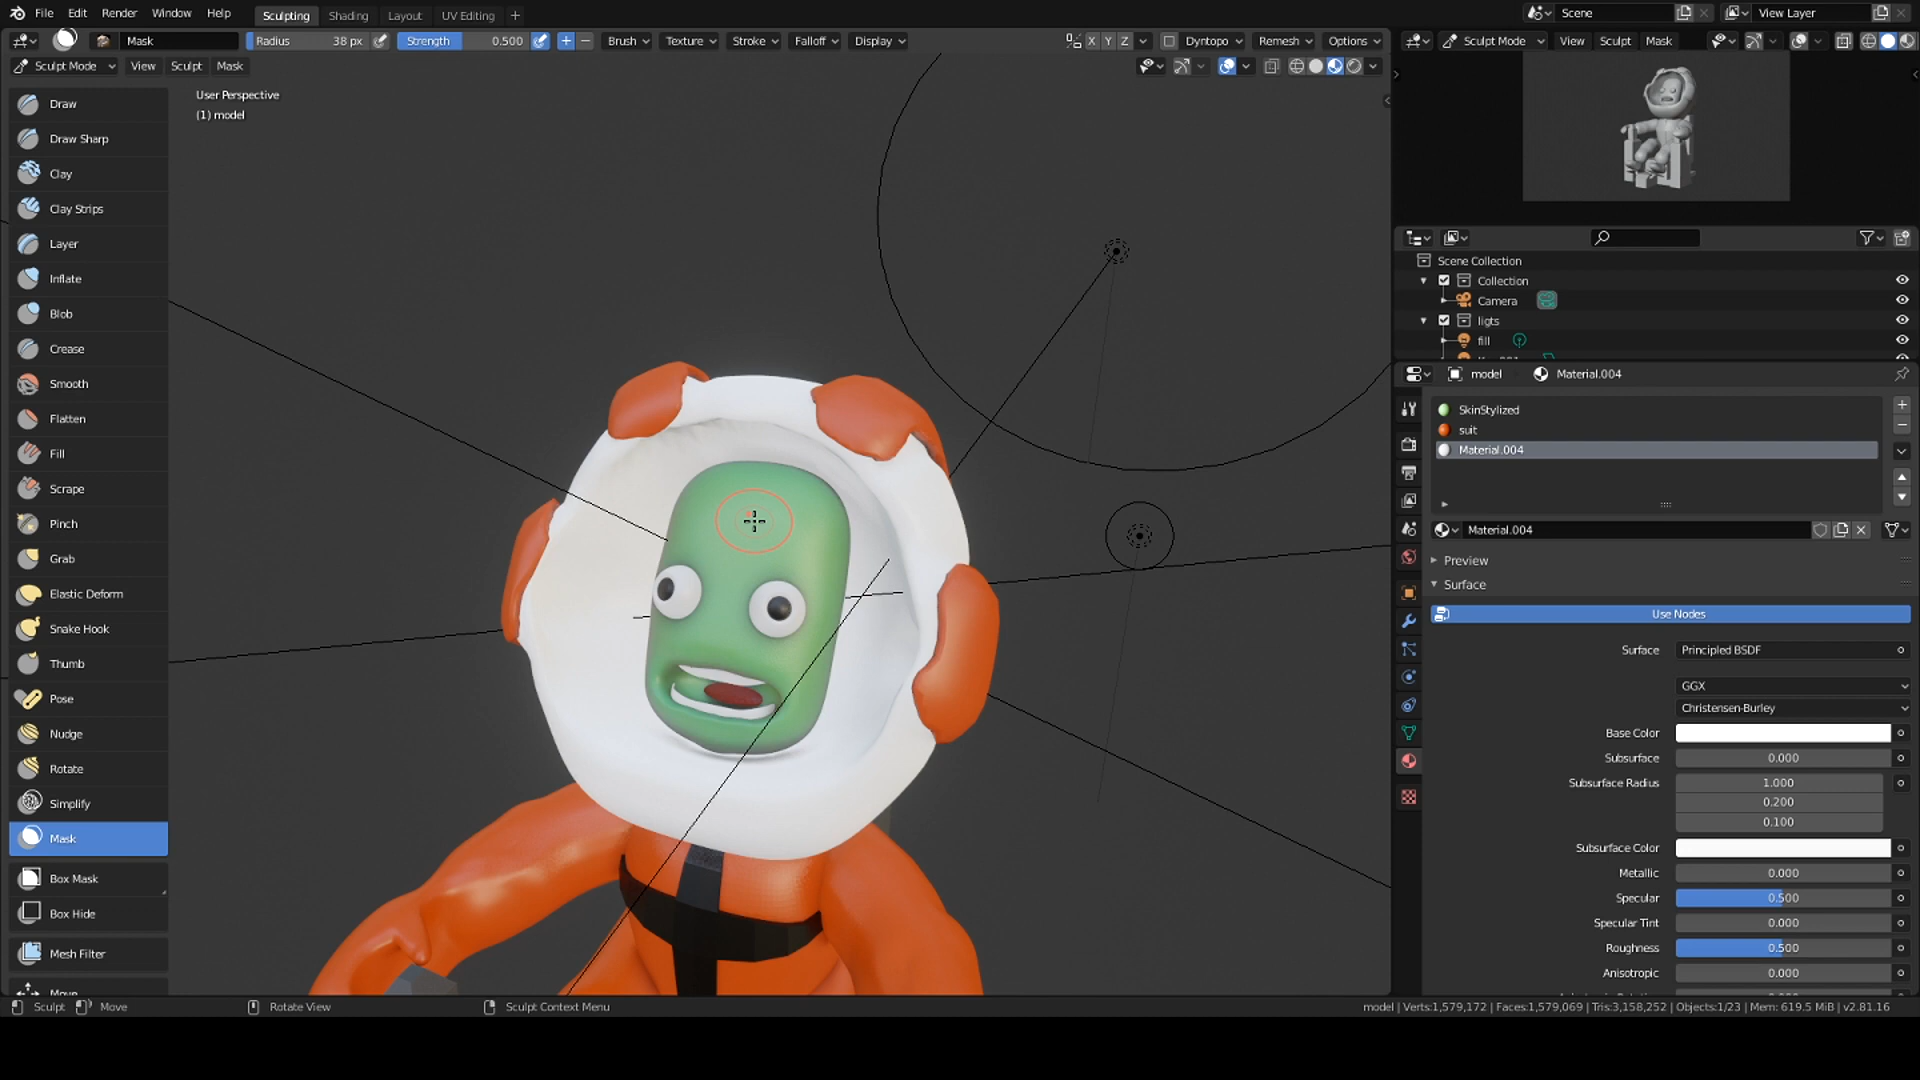 File Edit Render Window Help Sculpting Shading Layout UV Editing + Scene View Layer
Mask Radius 38 px Strength 0.500 Brush Texture Stroke Falloff Display X Y Z Dyntopo Remesh Options Sculpt Mode View Sculpt Mask
Sculpt Mode View Sculpt Mask
User Perspective
(1) model
Draw
Draw Sharp
Clay
Clay Strips
Layer
Inflate
Blob
Crease
Smooth
Flatten
Fill
Scrape
Pinch
Grab
Elastic Deform
Snake Hook
Thumb
Pose
Nudge
Rotate
Simplify
Mask
Box Mask
Box Hide
Mesh Filter
Move
Scene Collection
Collection
Camera
ligts
fill
model Material.004
SkinStylized
suit
Material.004
Material.004
Preview
Surface
Use Nodes
Surface Principled BSDF
GGX
Christensen-Burley
Base Color
Subsurface 0.000
Subsurface Radius 1.000
0.200
0.100
Subsurface Color
Metallic 0.000
Specular 0.500
Specular Tint 0.000
Roughness 0.500
Anisotropic 0.000
Sculpt Move Rotate View Sculpt Context Menu model | Verts:1,579,172 | Faces:1,579,069 | Tris:3,158,252 | Objects:1/23 | Mem: 619.5 MiB | v2.81.16